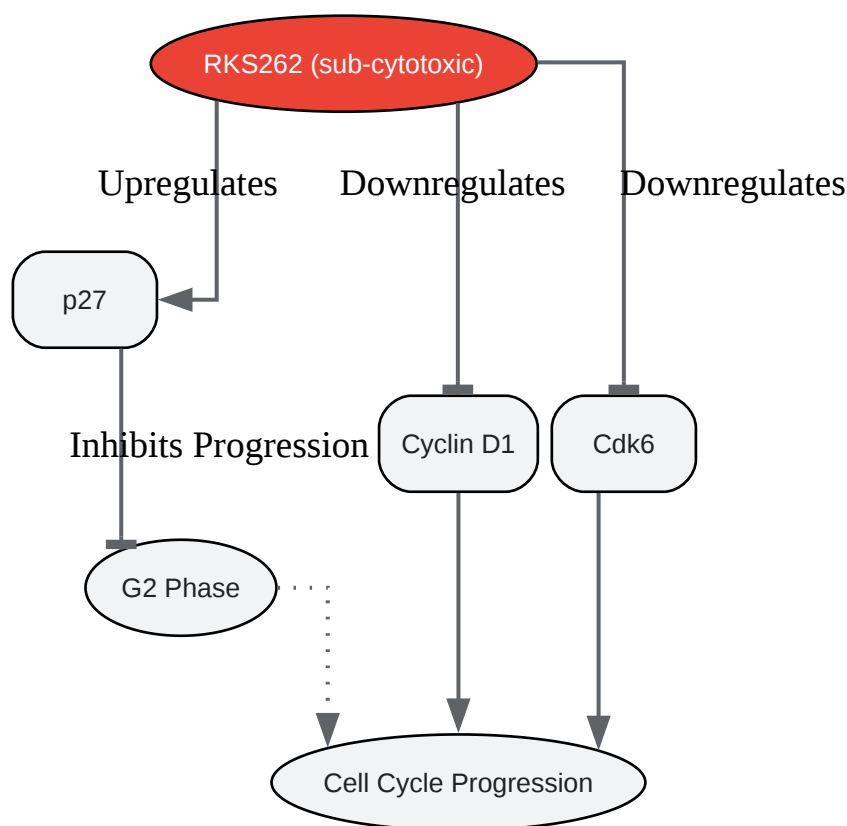 RKS262 (sub-cytotoxic)
Upregulates
Downregulates
Downregulates
p27
Inhibits Progression
Cyclin D1
Cdk6
G2 Phase
Cell Cycle Progression